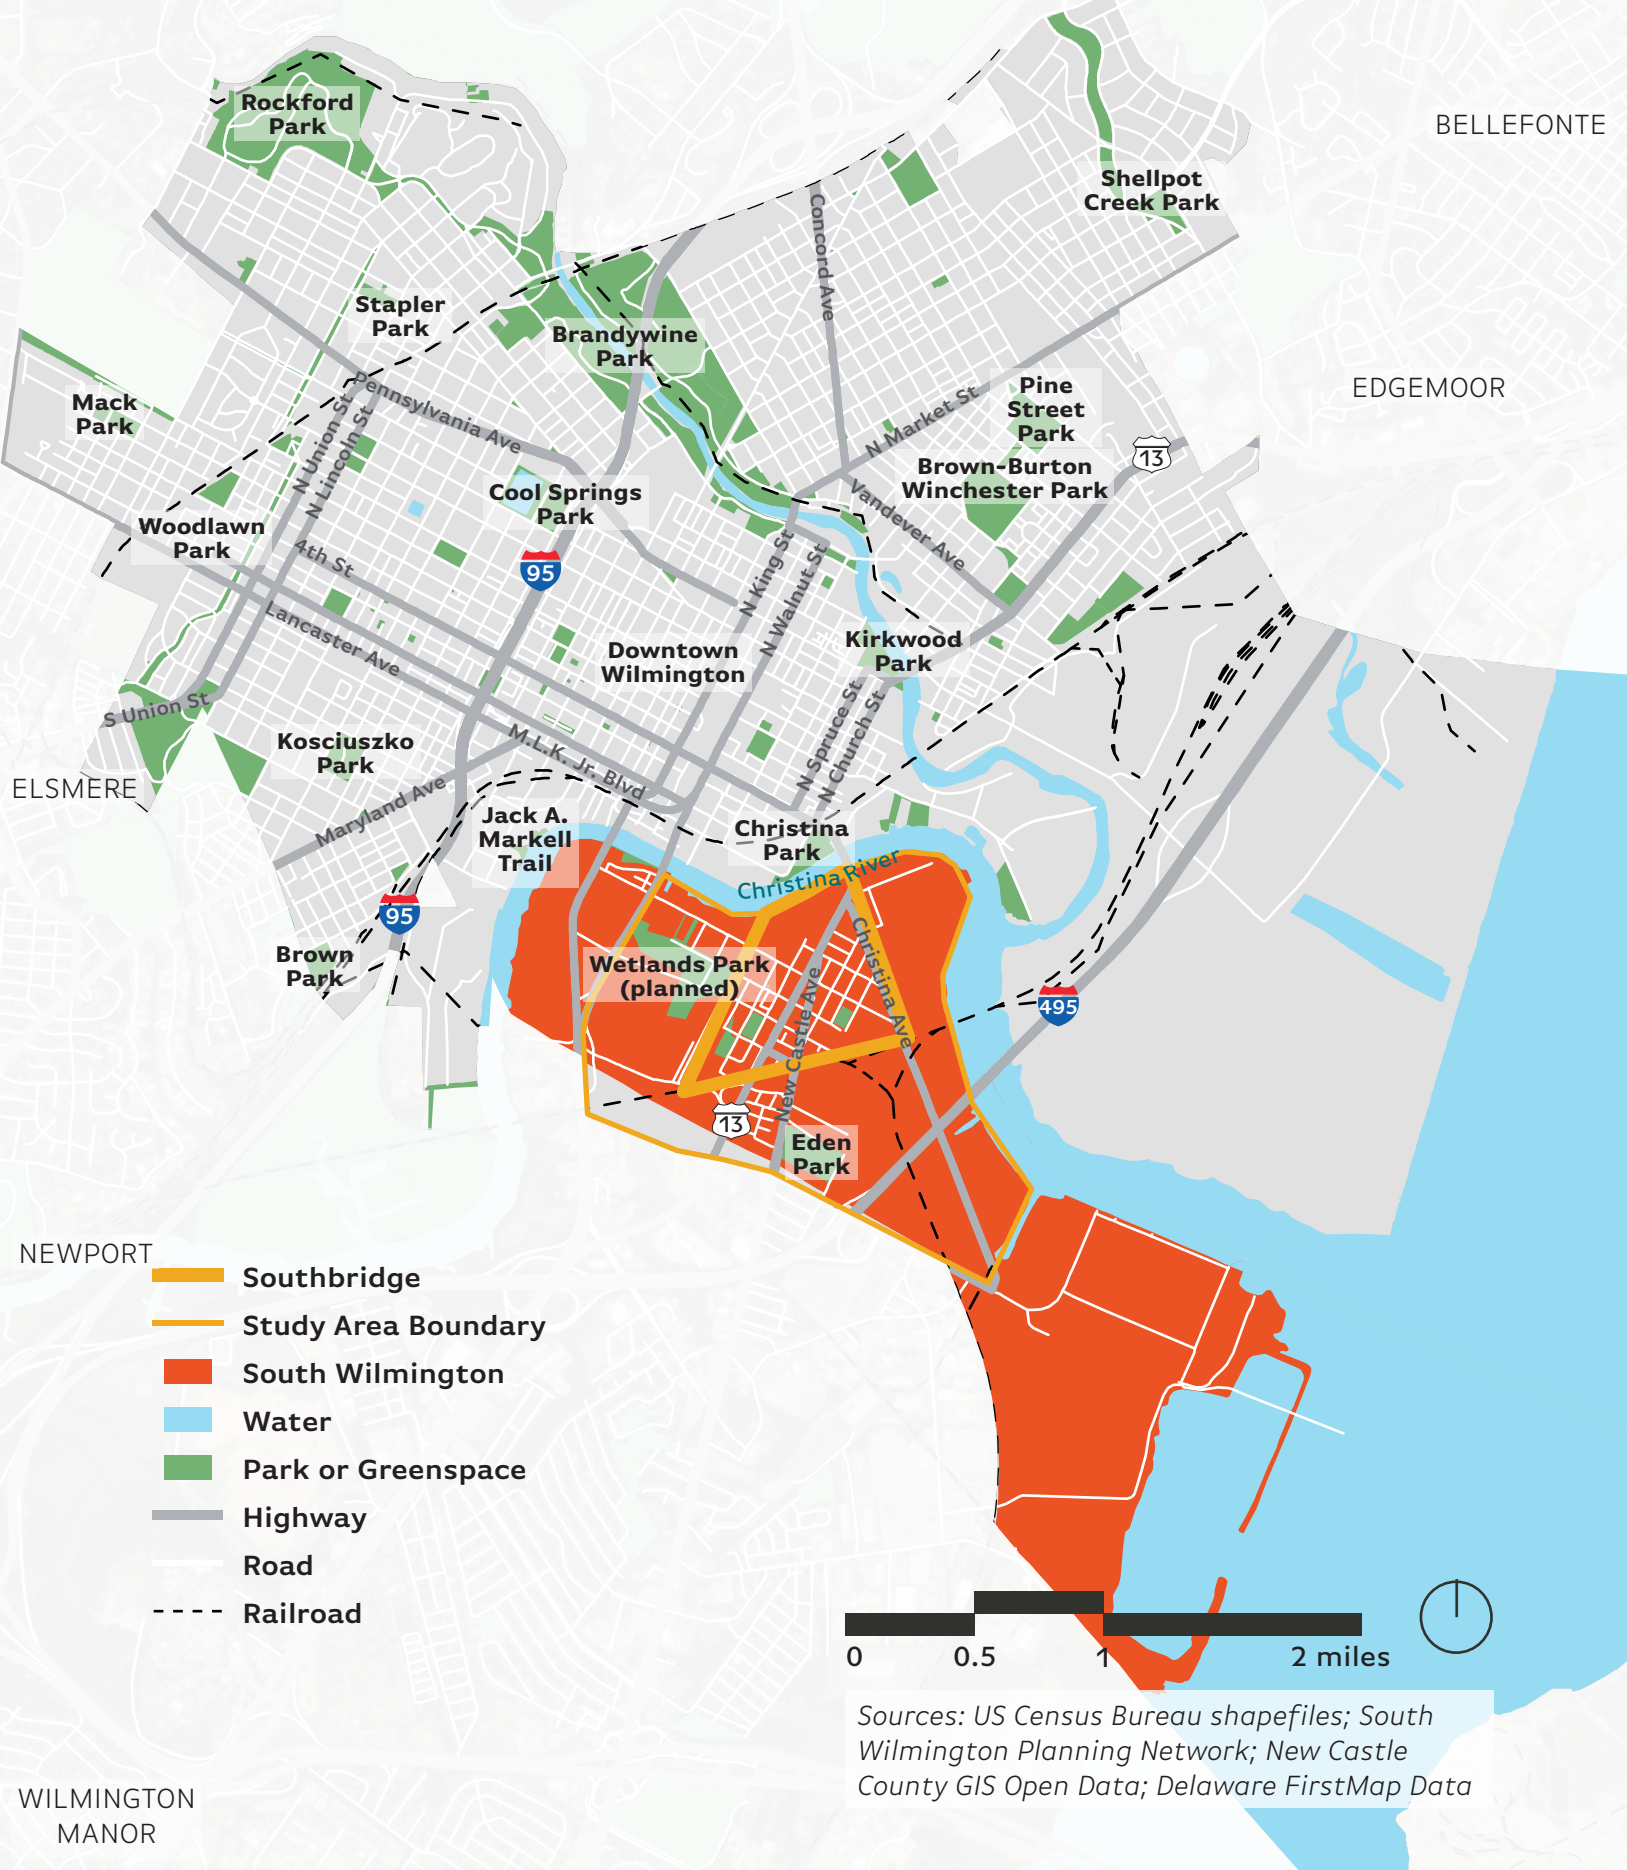 Rockford
Park
BELLEFONTE
Shellpot
Creek Park
Concord Ave
Stapler
Park
Brandywine
Park
Mack
Park
Pennsylvania Ave
N Union St
N Lincoln St
N Market St
Pine
Street
Park
EDGEMOOR
13
Brown-Burton
Winchester Park
Cool Springs
Park
Vandever Ave
Woodlawn
Park
4th St
95
N King St
N Walnut St
Lancaster Ave
Downtown
Wilmington
Kirkwood
Park
S Union St
N Spruce St
N Church St
Kosciuszko
Park
M.L.K. Jr. Blvd
ELSMERE
Maryland Ave
Jack A.
Markell
Trail
Christina
Park
Christina River
95
Brown
Park
Wetlands Park
(planned)
Christina Ave
New Castle Ave
495
13
Eden
Park
NEWPORT
Southbridge
Study Area Boundary
South Wilmington
Water
Park or Greenspace
Highway
Road
Railroad
0 0.5 1 2 miles
Sources: US Census Bureau shapefiles; South
Wilmington Planning Network; New Castle
County GIS Open Data; Delaware FirstMap Data
WILMINGTON
MANOR